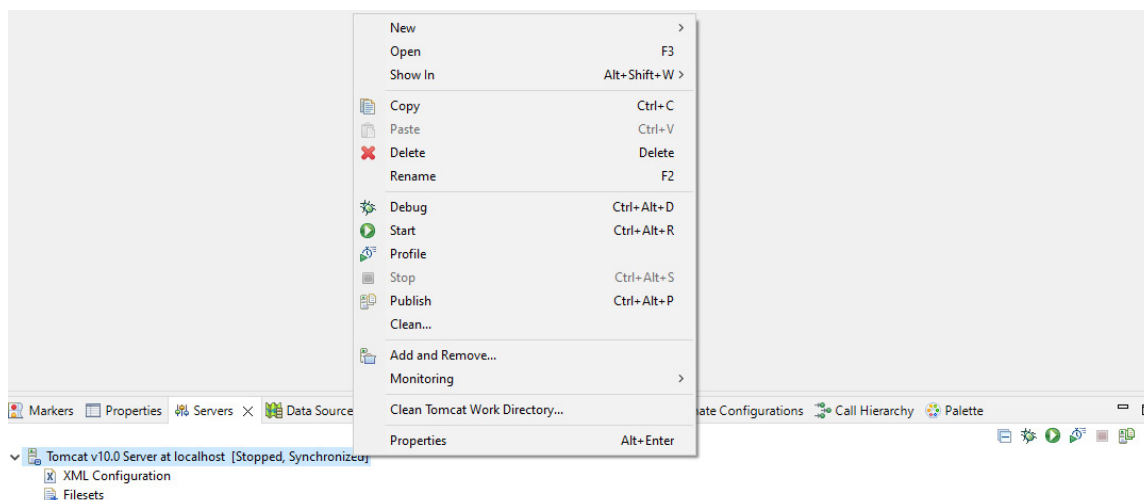 New
Open F3
Show In Alt+Shift+W
Copy Ctrl+C
Paste Ctrl+V
Delete Delete
Rename F2
Debug Ctrl+Alt+D
Start Ctrl+Alt+R
Profile
Stop Ctrl+Alt+S
Publish Ctrl+Alt+P
Clean...
Add and Remove...
Monitoring
Clean Tomcat Work Directory...
Properties Alt+Enter
Markers Properties Servers Data Source Configurations Call Hierarchy Palette
Tomcat v10.0 Server at localhost [Stopped, Synchronized]
XML Configuration
Filesets